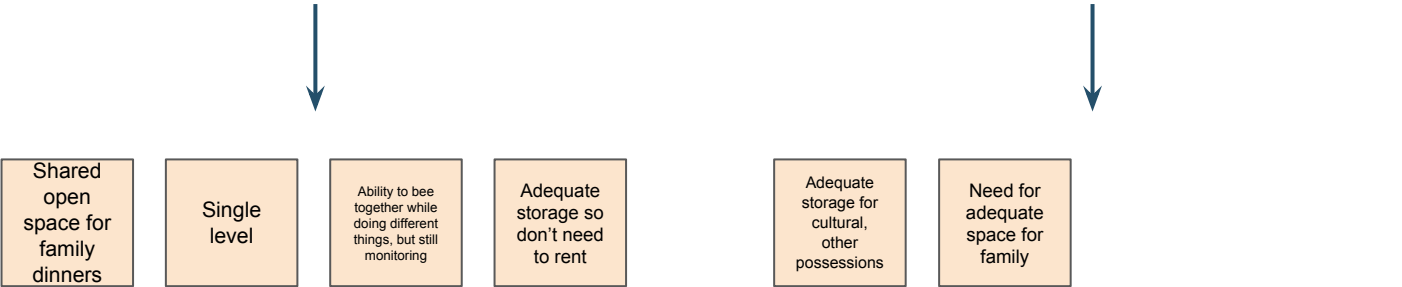 Shared
open
space for
family
dinners
Single
level
Ability to bee
together while
doing different
things, but still
monitoring
Adequate
storage so
don’t need
to rent
Adequate
storage for
cultural,
other
possessions
Need for
adequate
space for
family